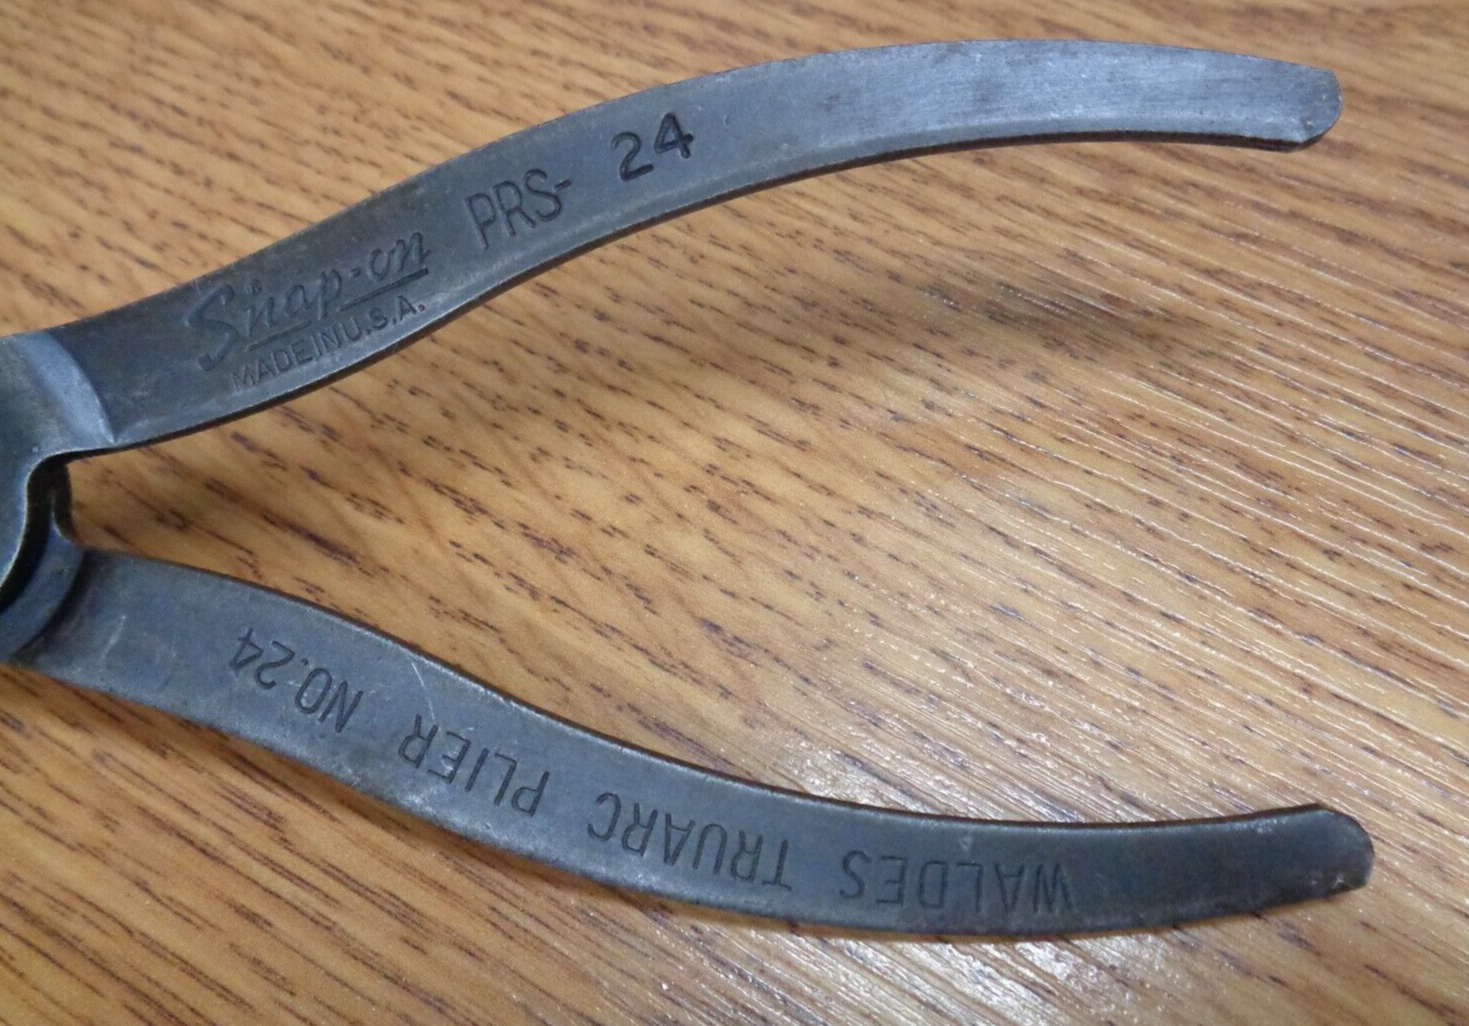 Snap-on PRS- 24
MADE IN U.S.A.
WALDES TRUARC PLIER NO.24